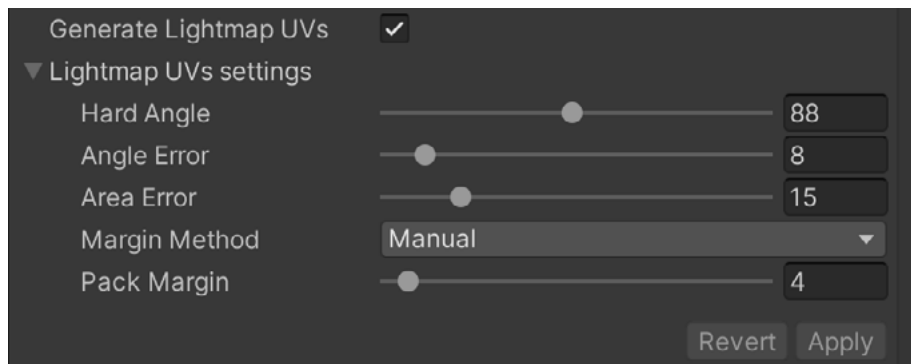 Generate Lightmap UVs
Lightmap UVs settings
Hard Angle 88
Angle Error 8
Area Error 15
Margin Method Manual
Pack Margin 4
Revert Apply